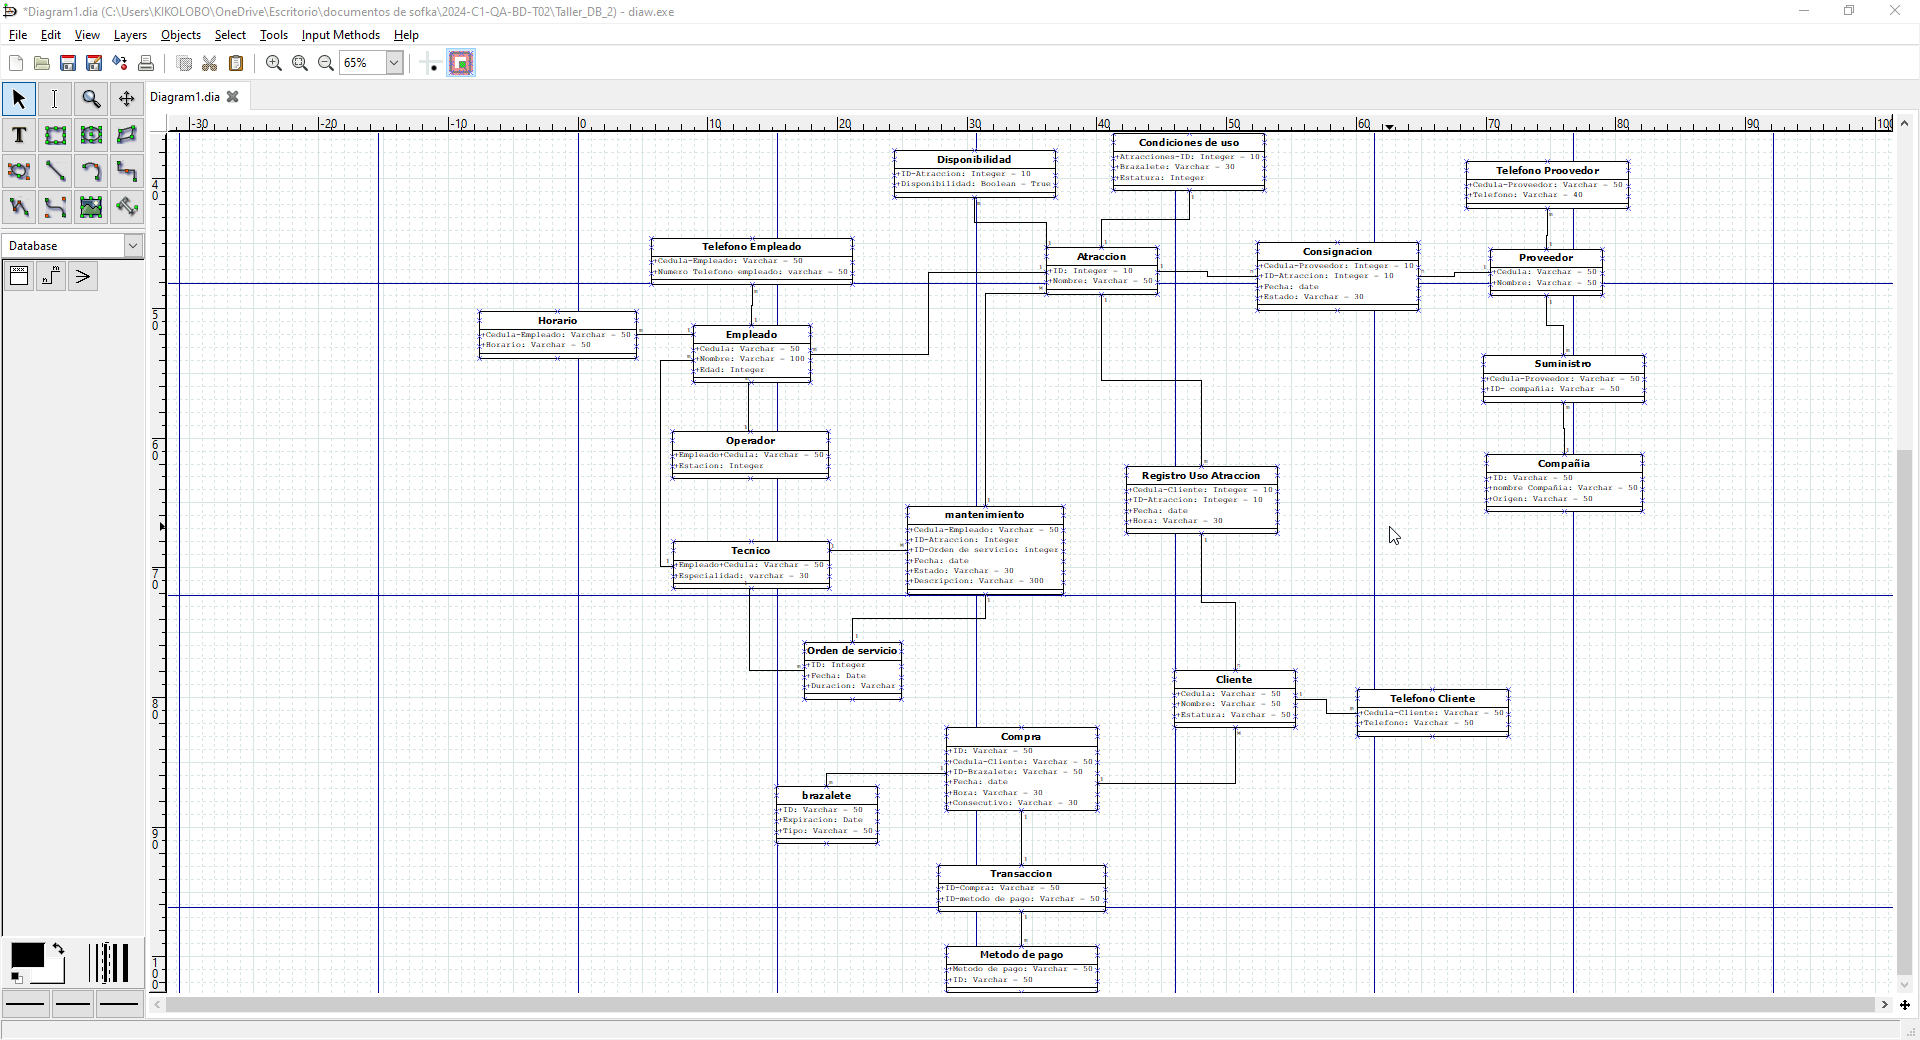 *Diagram1.dia (C:\Users\KIKOLOBO\OneDrive\Escritorio\documentos de sofka\2024-C1-QA-BD-T02\Taller_DB_2) - diaw.exe
File Edit View Layers Objects Select Tools Input Methods Help
65%
Diagram1.dia
-30 -20 -10 0 10 20 30 40 50 60 70 80 90 100
40
50
60
70
80
90
100
T
Database
Disponibilidad
+ID-Atraccion: Integer - 10
+Disponibilidad: Boolean - True
Condiciones de uso
+Atracciones-ID: Integer - 10
+Brazalete: Varchar - 30
+Estatura: Integer
Telefono Proovedor
+Cedula-Proveedor: Varchar - 50
+Telefono: Varchar - 40
Telefono Empleado
+Cedula-Empleado: Varchar - 50
+Numero Telefono empleado: varchar - 50
Atraccion
+ID: Integer - 10
+Nombre: Varchar - 50
Consignacion
+Cedula-Proveedor: Integer - 10
+ID-Atraccion: Integer - 10
+Fecha: date
+Estado: Varchar - 30
Proveedor
+Cedula: Varchar - 50
+Nombre: Varchar - 50
Horario
+Cedula-Empleado: Varchar - 50
+Horario: Varchar - 50
Empleado
+Cedula: Varchar - 50
+Nombre: Varchar - 100
+Edad: Integer
Suministro
+Cedula-Proveedor: Varchar - 50
+ID- compañia: Varchar - 50
Operador
+Empleado+Cedula: Varchar - 50
+Estacion: Integer
Registro Uso Atraccion
+Cedula-Cliente: Integer - 10
+ID-Atraccion: Integer - 10
+Fecha: date
+Hora: Varchar - 30
Compañia
+ID: Varchar - 50
+nombre Compañia: Varchar - 50
+Origen: Varchar - 50
mantenimiento
+Cedula-Empleado: Varchar - 50
+ID-Atraccion: Integer
+ID-Orden de servicio: integer
+Fecha: date
+Estado: Varchar - 30
+Descripcion: Varchar - 300
Tecnico
+Empleado+Cedula: Varchar - 50
+Especialidad: varchar - 30
Orden de servicio
+ID: Integer
+Fecha: Date
+Duracion: Varchar
Cliente
+Cedula: Varchar - 50
+Nombre: Varchar - 50
+Estatura: Varchar - 50
Telefono Cliente
+Cedula-Cliente: Varchar - 50
+Telefono: Varchar - 50
Compra
+ID: Varchar - 50
+Cedula-Cliente: Varchar - 50
+ID-Brazalete: Varchar - 50
+Fecha: date
+Hora: Varchar - 30
+Consecutivo: Varchar - 30
brazalete
+ID: Varchar - 50
+Expiracion: Date
+Tipo: Varchar - 50
Transaccion
+ID-Compra: Varchar - 50
+ID-metodo de pago: Varchar - 50
Metodo de pago
+Metodo de pago: Varchar - 50
+ID: Varchar - 50